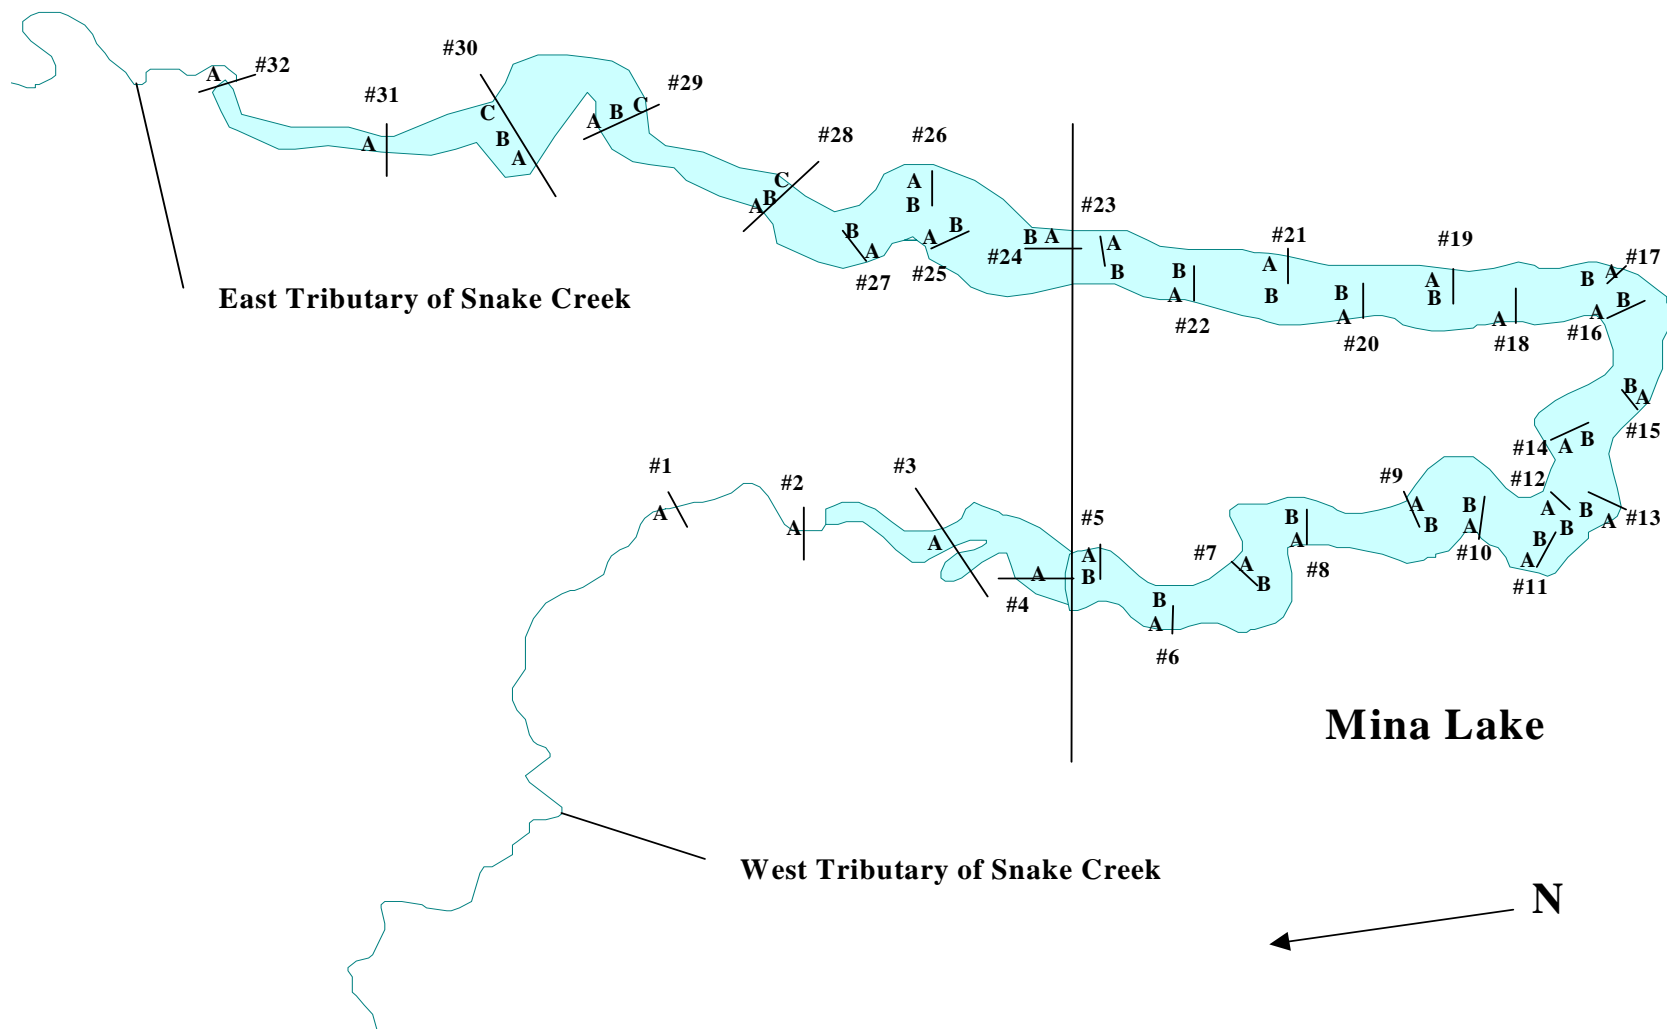 #30
#32
A
#29
#31
C
C
B
A
#28
#26
B
A
A
C
A
B
A
B
#23
B
A
B
B
A
A
#24
#25
#27
A
B
#21
#19
#17
A
B
A
B
A
B
#22
B
A
#20
A
B
A
#18
B
A
B
A
#16
East Tributary of Snake Creek
B
A
#15
#14
A
B
#1
A
#2
A
#3
A
A
#4
#5
A
B
B
A
#6
#7
A
B
B
A
#8
#9
A
B
B
A
#10
#12
A
B
B
B
A
#11
A
#13
Mina Lake
West Tributary of Snake Creek
N